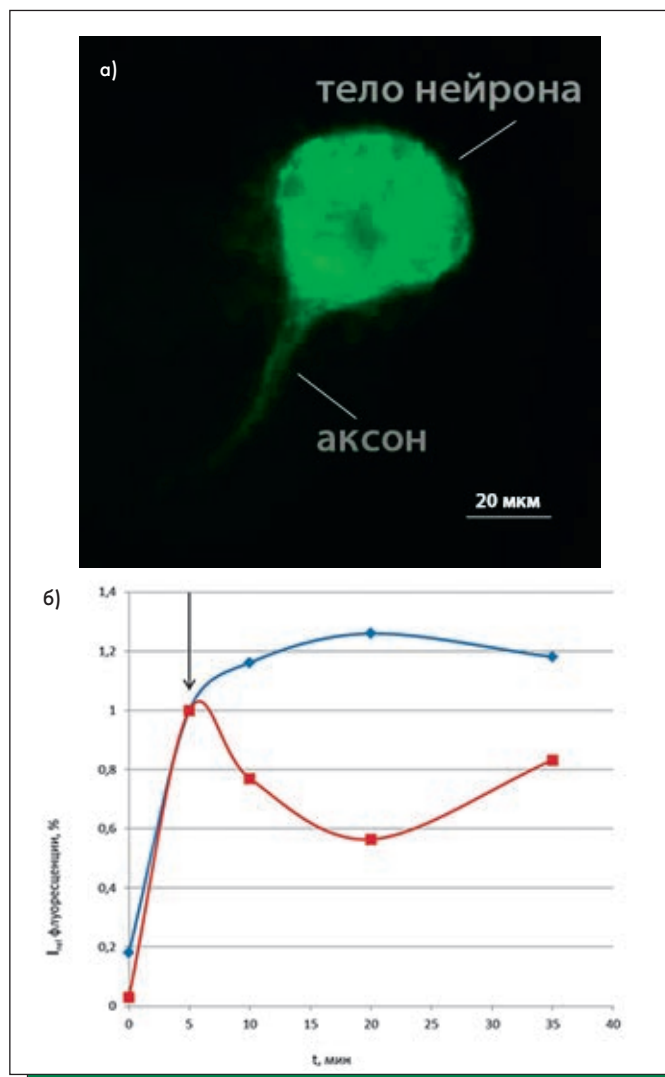 а)
тело нейрона
аксон
20 мкм
б)
1,4
1,2
1
0,8
0,6
0,4
0,2
0
I_rel флуоресценции, %
0 5 10 15 20 25 30 35 40
t, мин